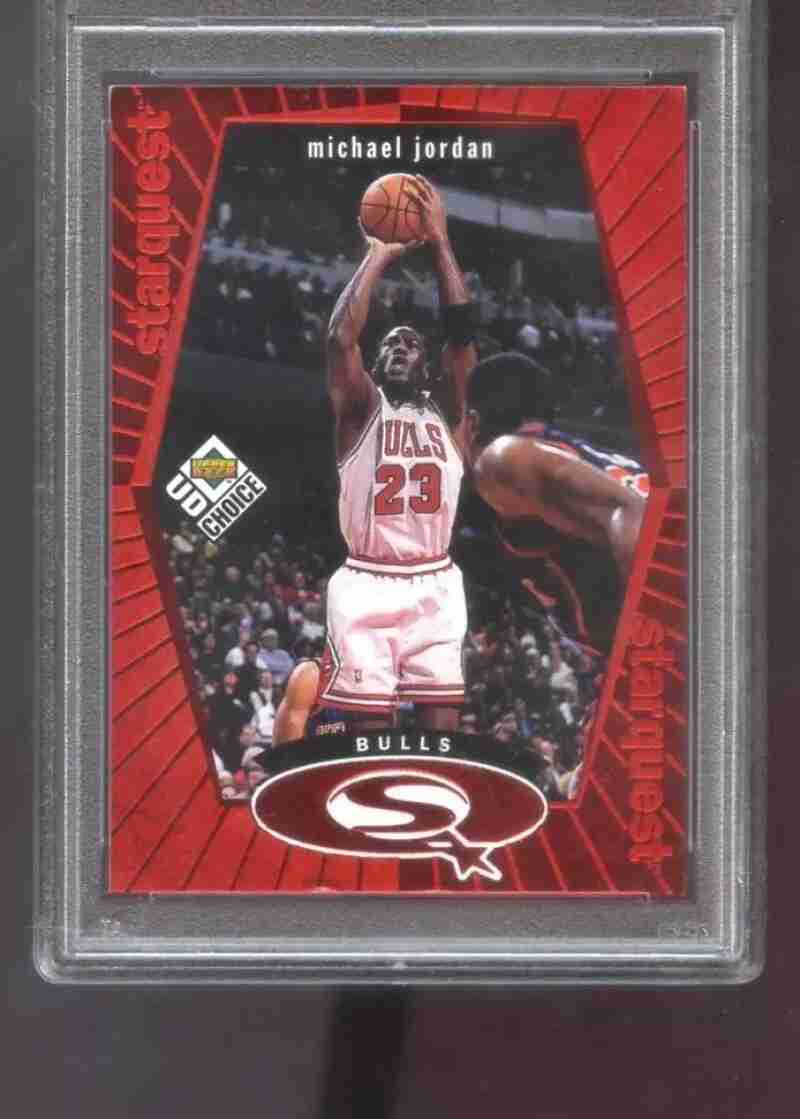 michael jordan
starquest
BULLS
23
UPPER
DECK
UD
CHOICE
BULLS
S
starquest